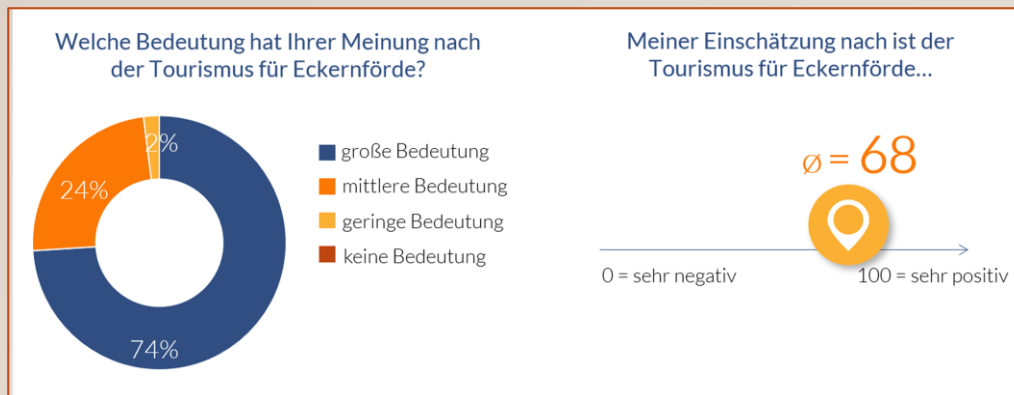 Welche Bedeutung hat Ihrer Meinung nach
der Tourismus für Eckernförde?
2%
24%
74%
große Bedeutung
mittlere Bedeutung
geringe Bedeutung
keine Bedeutung
Meiner Einschätzung nach ist der
Tourismus für Eckernförde...
Ø = 68
0 = sehr negativ
100 = sehr positiv